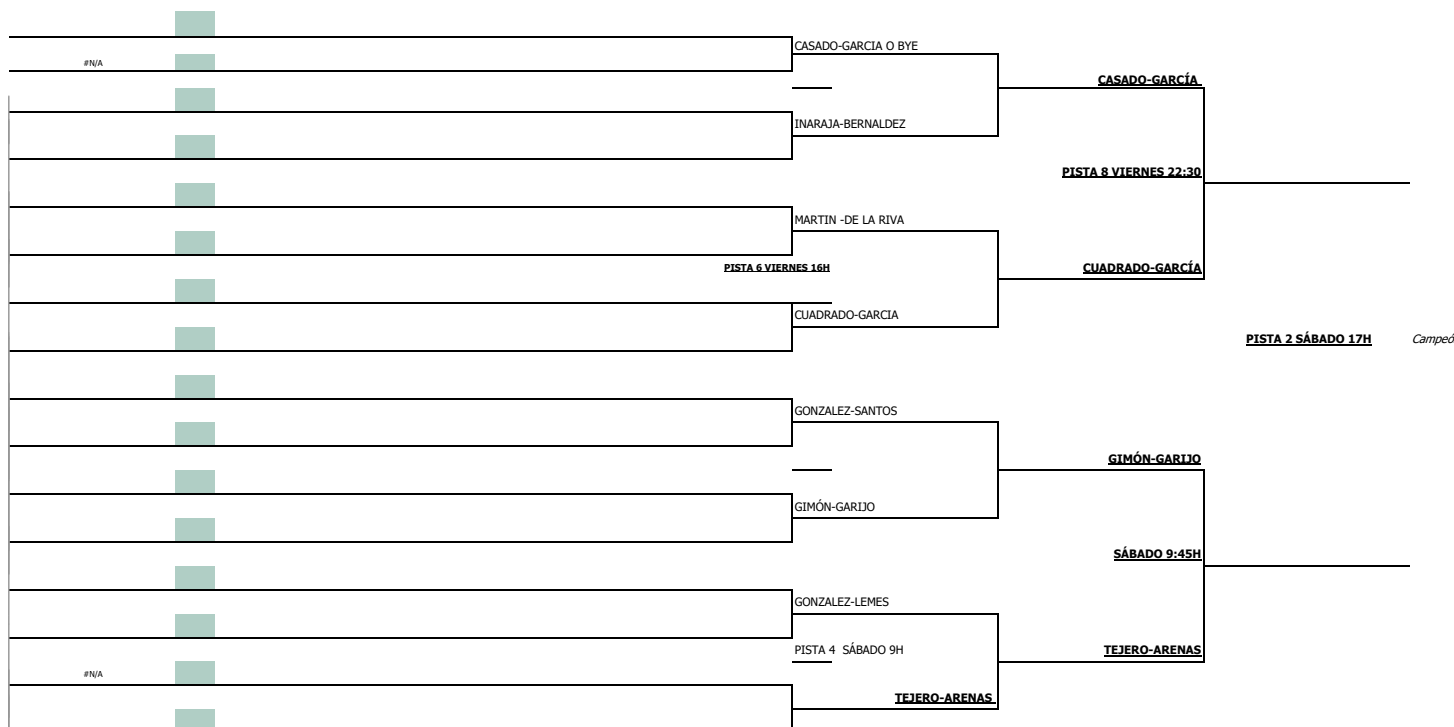 CASADO-GARCIA O BYE
#N/A
CASADO-GARCÍA
INARAJA-BERNALDEZ
PISTA 8 VIERNES 22:30
MARTIN -DE LA RIVA
PISTA 6 VIERNES 16H
CUADRADO-GARCÍA
CUADRADO-GARCIA
PISTA 2 SÁBADO 17H
Campeó
GONZALEZ-SANTOS
GIMÓN-GARIJO
GIMÓN-GARIJO
SÁBADO 9:45H
GONZALEZ-LEMES
PISTA 4 SÁBADO 9H
TEJERO-ARENAS
#N/A
TEJERO-ARENAS